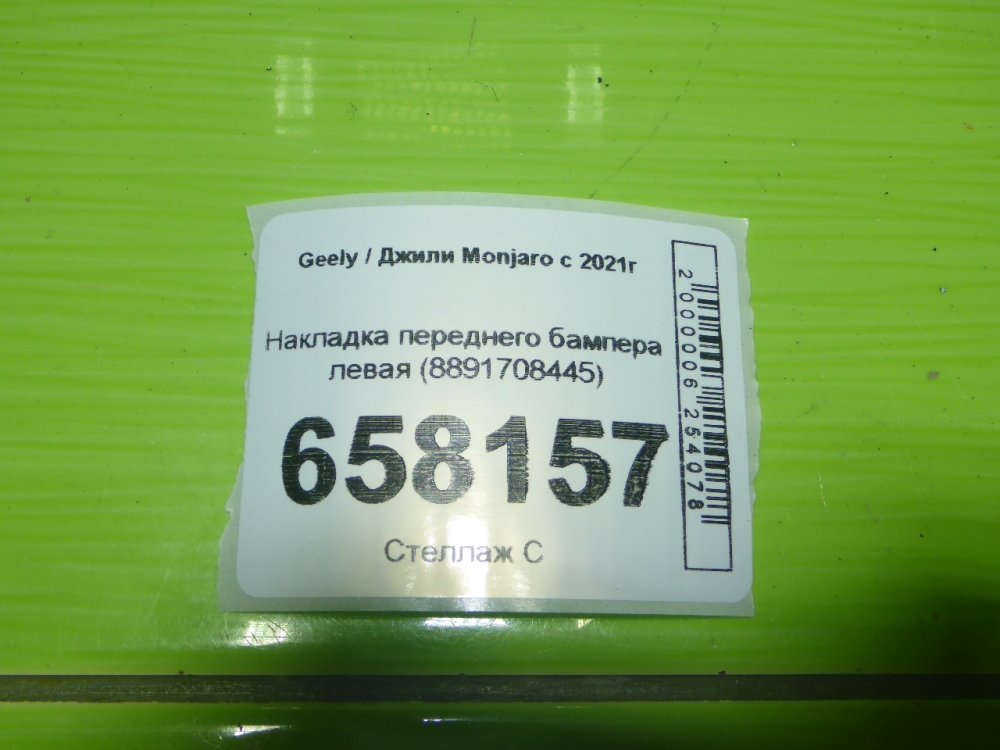 Geely / Джили Monjaro с 2021г
Накладка переднего бампера
левая (8891708445)
658157
Стеллаж С
2000006254078